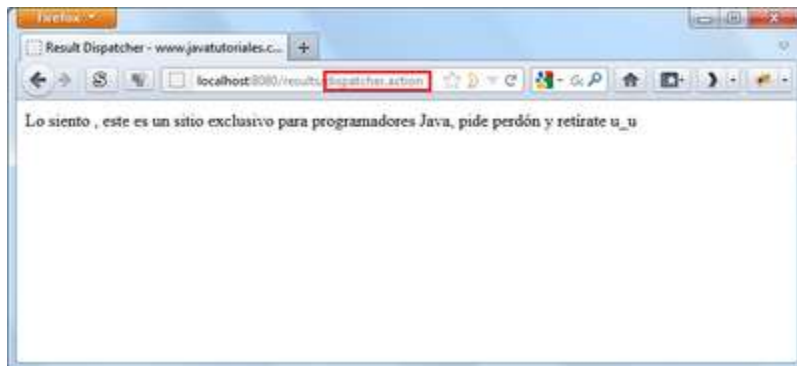 Firefox
Result Dispatcher - www.javatutoriales.c...
localhost:8080/results/dispatcher.action
Lo siento , este es un sitio exclusivo para programadores Java, pide perdón y retírate u_u